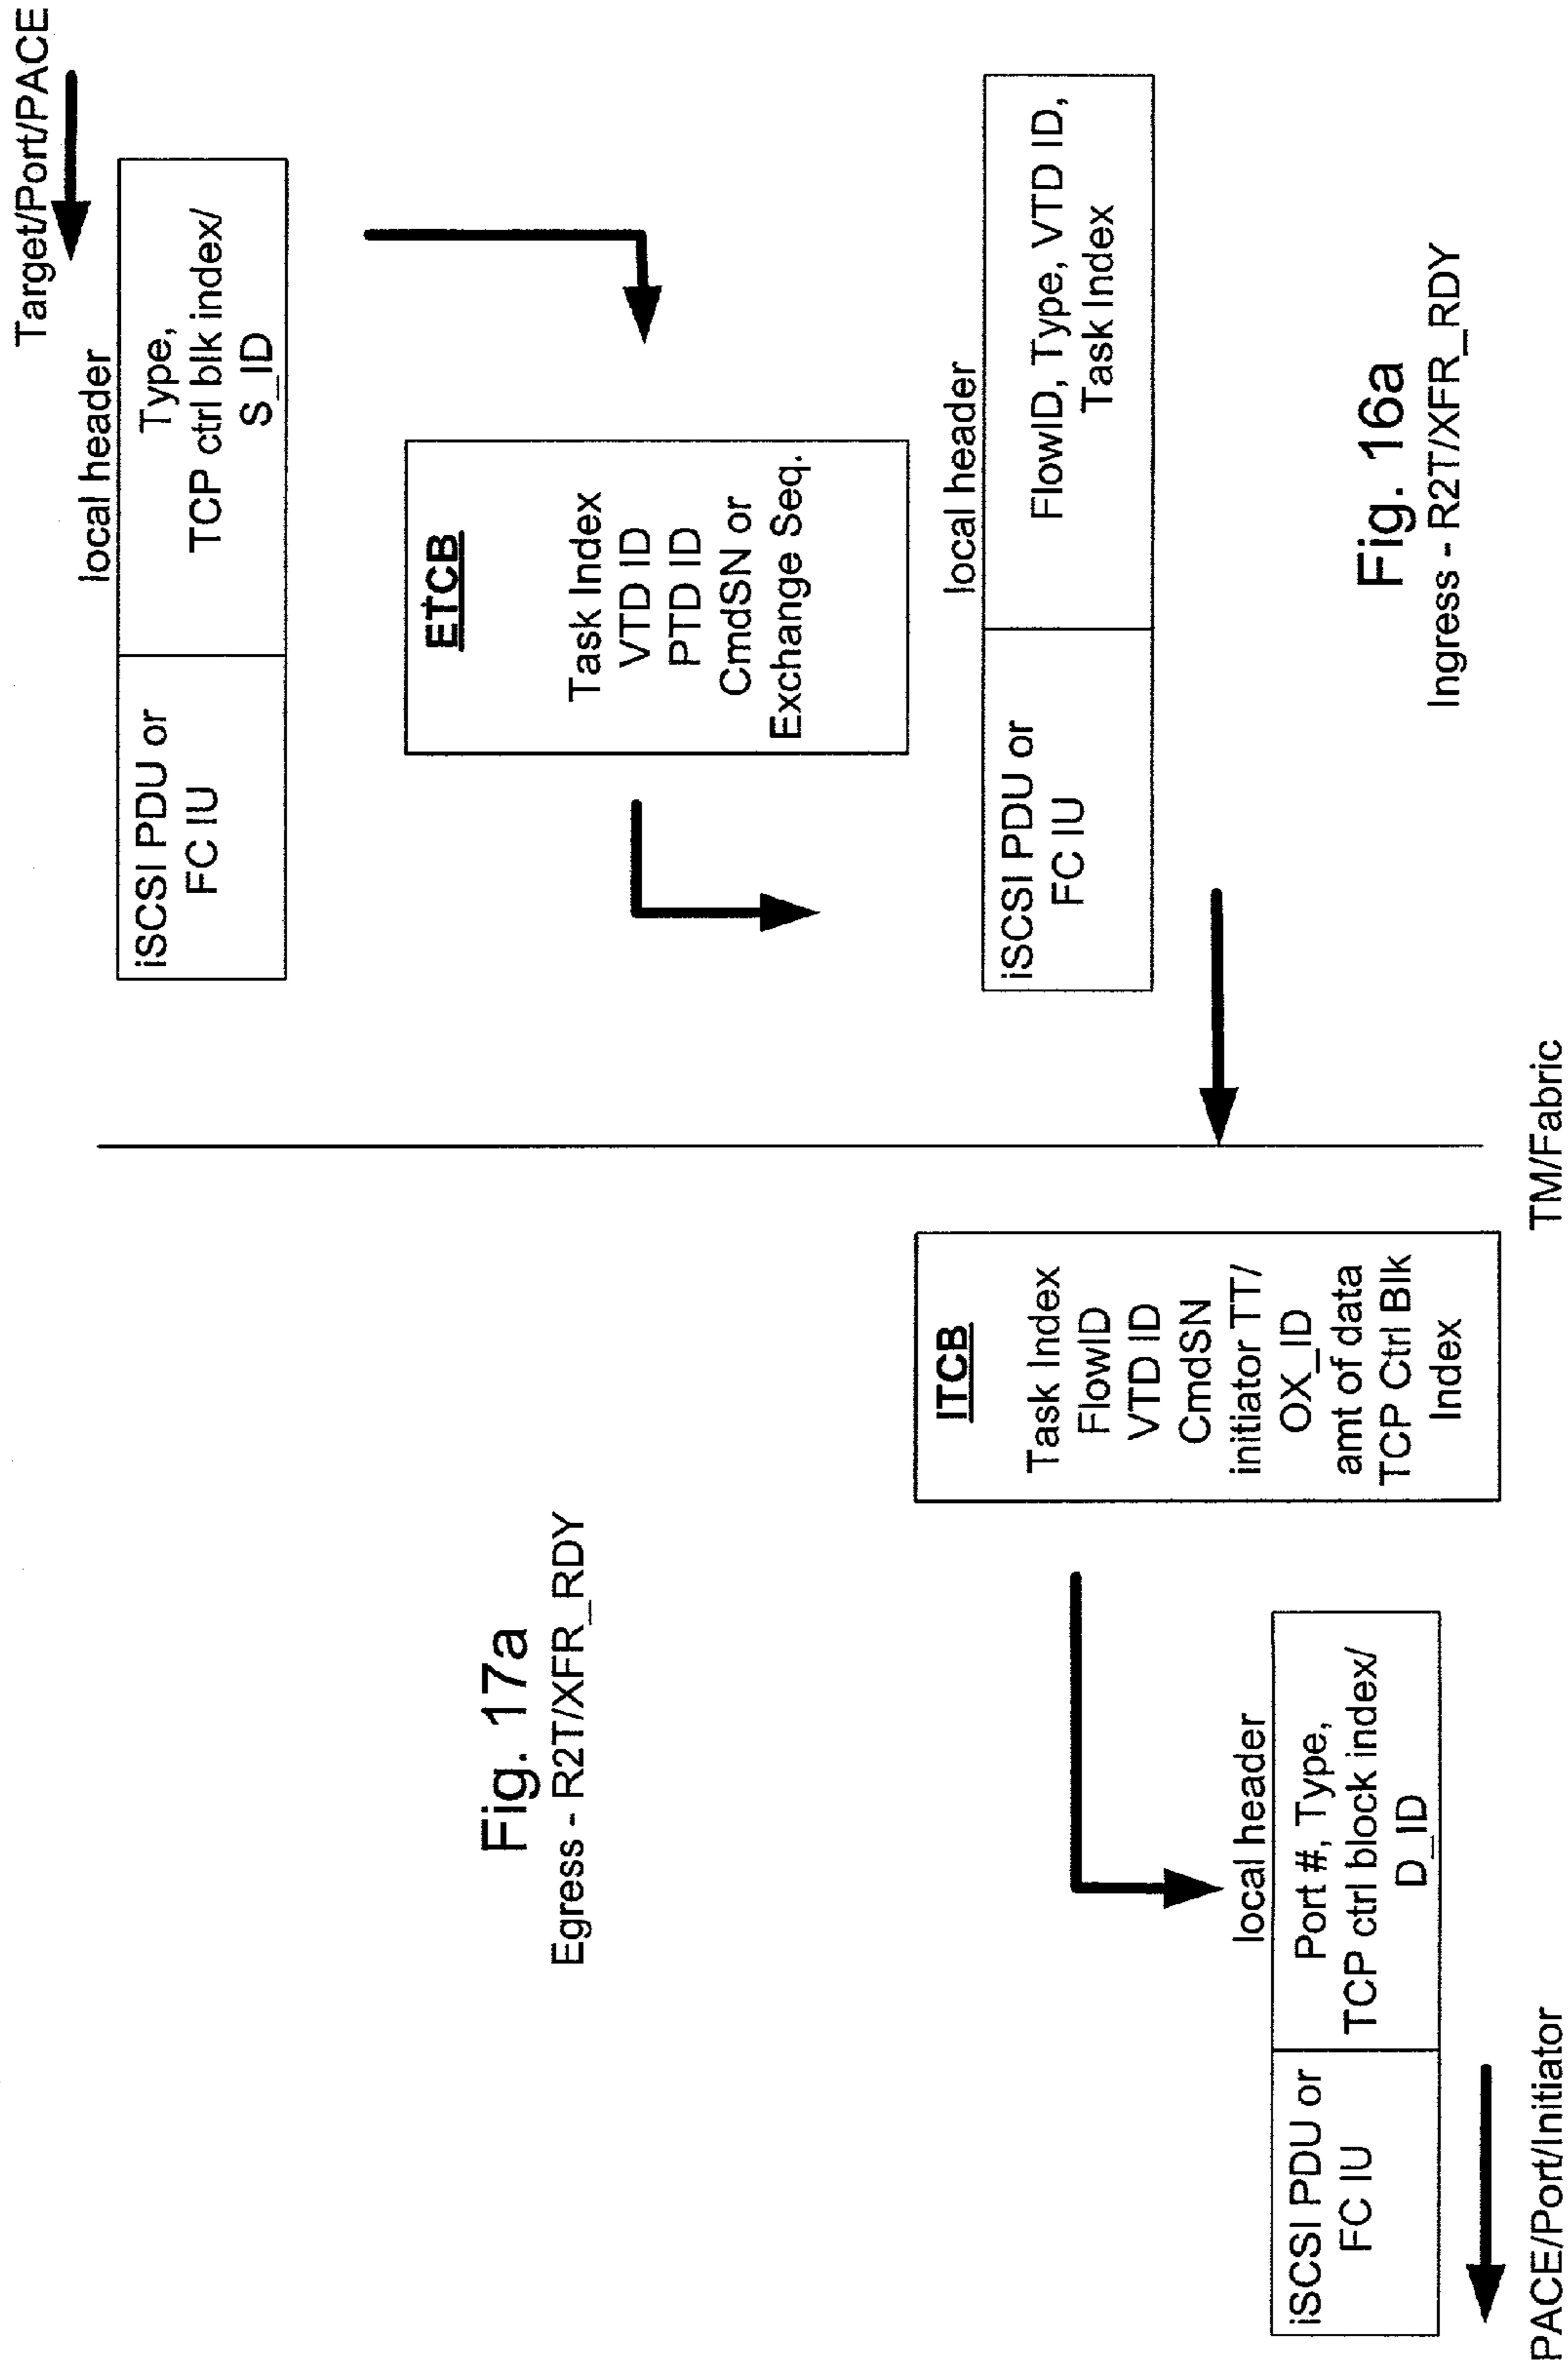 Target/Port/PACE
local header
iSCSI PDU or
FC IU
Type,
TCP ctrl blk index/
S_ID
ETCB
Task Index
VTD ID
PTD ID
CmdSN or
Exchange Seq.
local header
iSCSI PDU or
FC IU
FlowID, Type, VTD ID,
Task Index
Fig. 16a
Ingress - R2T/XFR_RDY
TM/Fabric
Fig. 17a
Egress - R2T/XFR_RDY
ITCB
Task Index
FlowID
VTD ID
CmdSN
initiator TT/
OX_ID
amt of data
TCP Ctrl Blk
Index
local header
iSCSI PDU or
FC IU
Port #, Type,
TCP ctrl block index/
D_ID
PACE/Port/Initiator